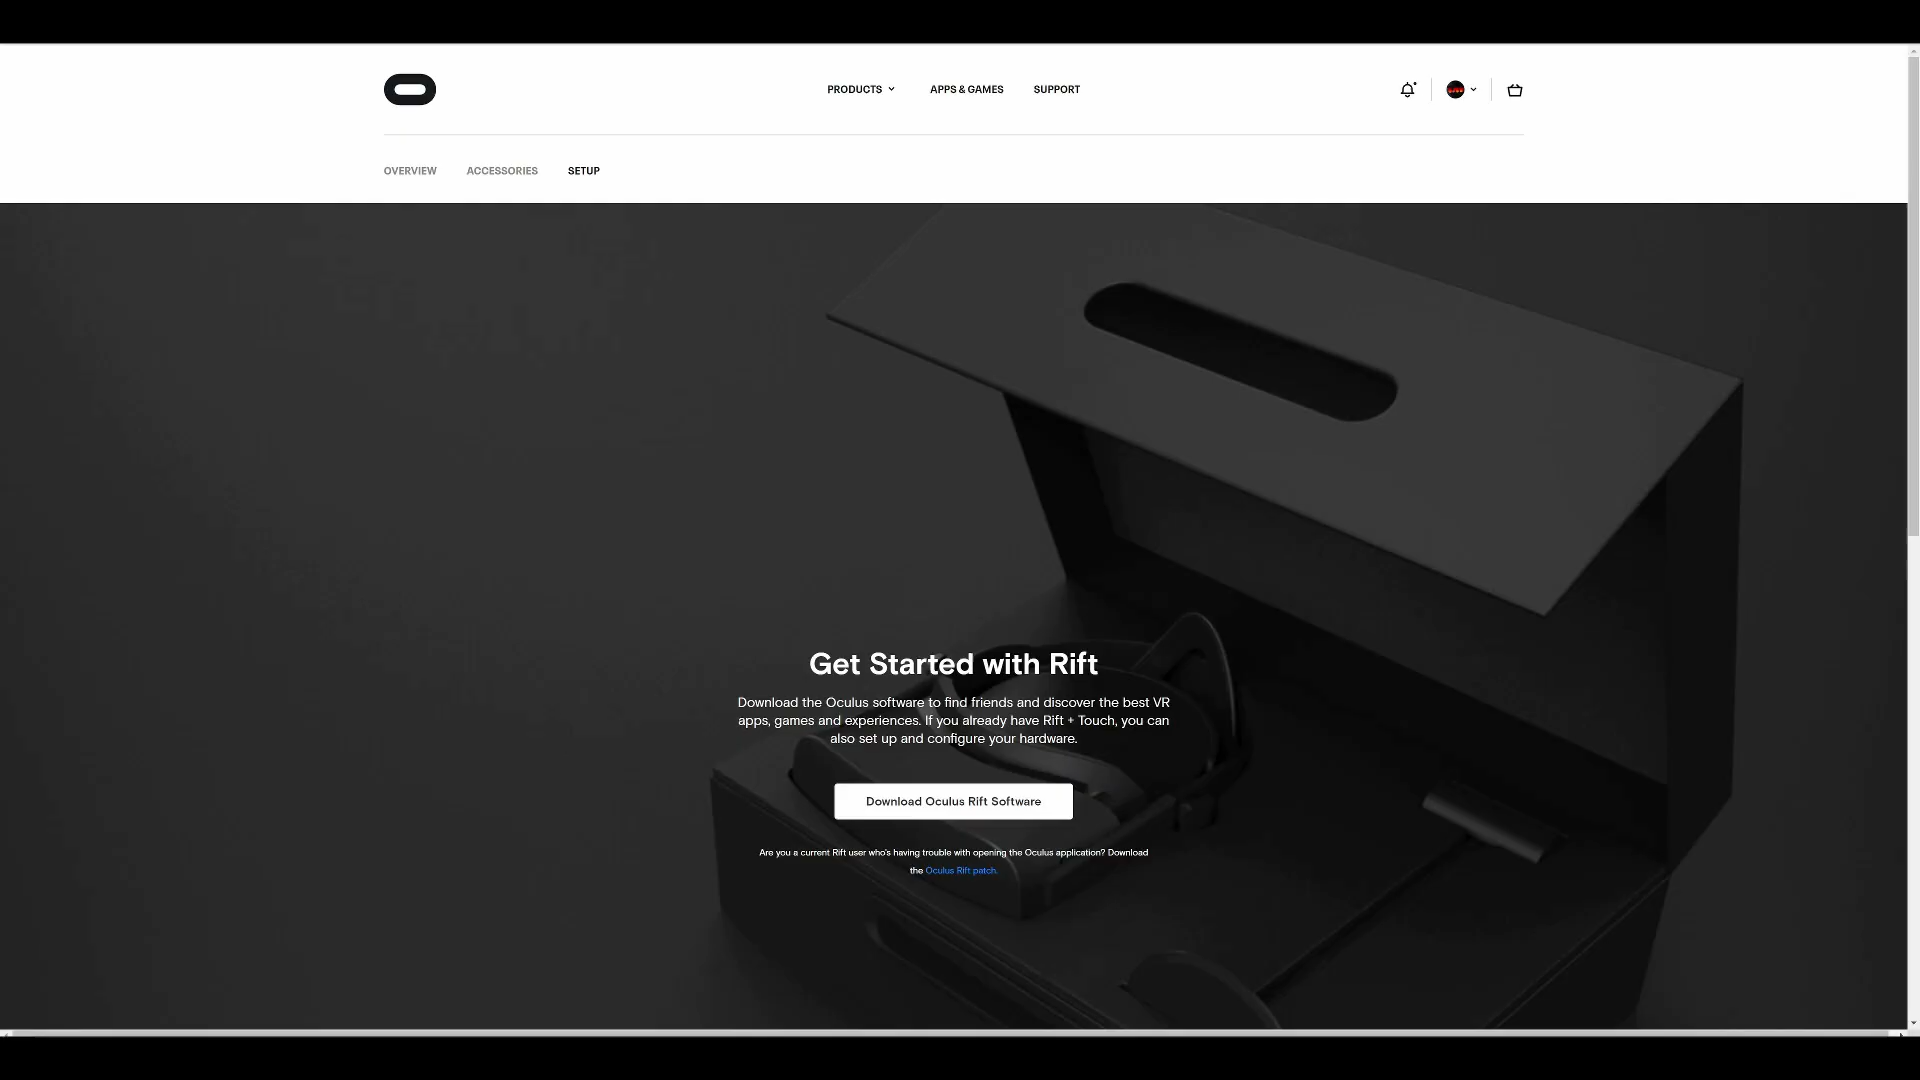 PRODUCTS
APPS & GAMES
SUPPORT
OVERVIEW
ACCESSORIES
SETUP
Get Started with Rift
Download the Oculus software to find friends and discover the best VR
apps, games and experiences. If you already have Rift + Touch, you can
also set up and configure your hardware.
Download Oculus Rift Software
Are you a current Rift user who's having trouble with opening the Oculus application? Download
the Oculus Rift patch.